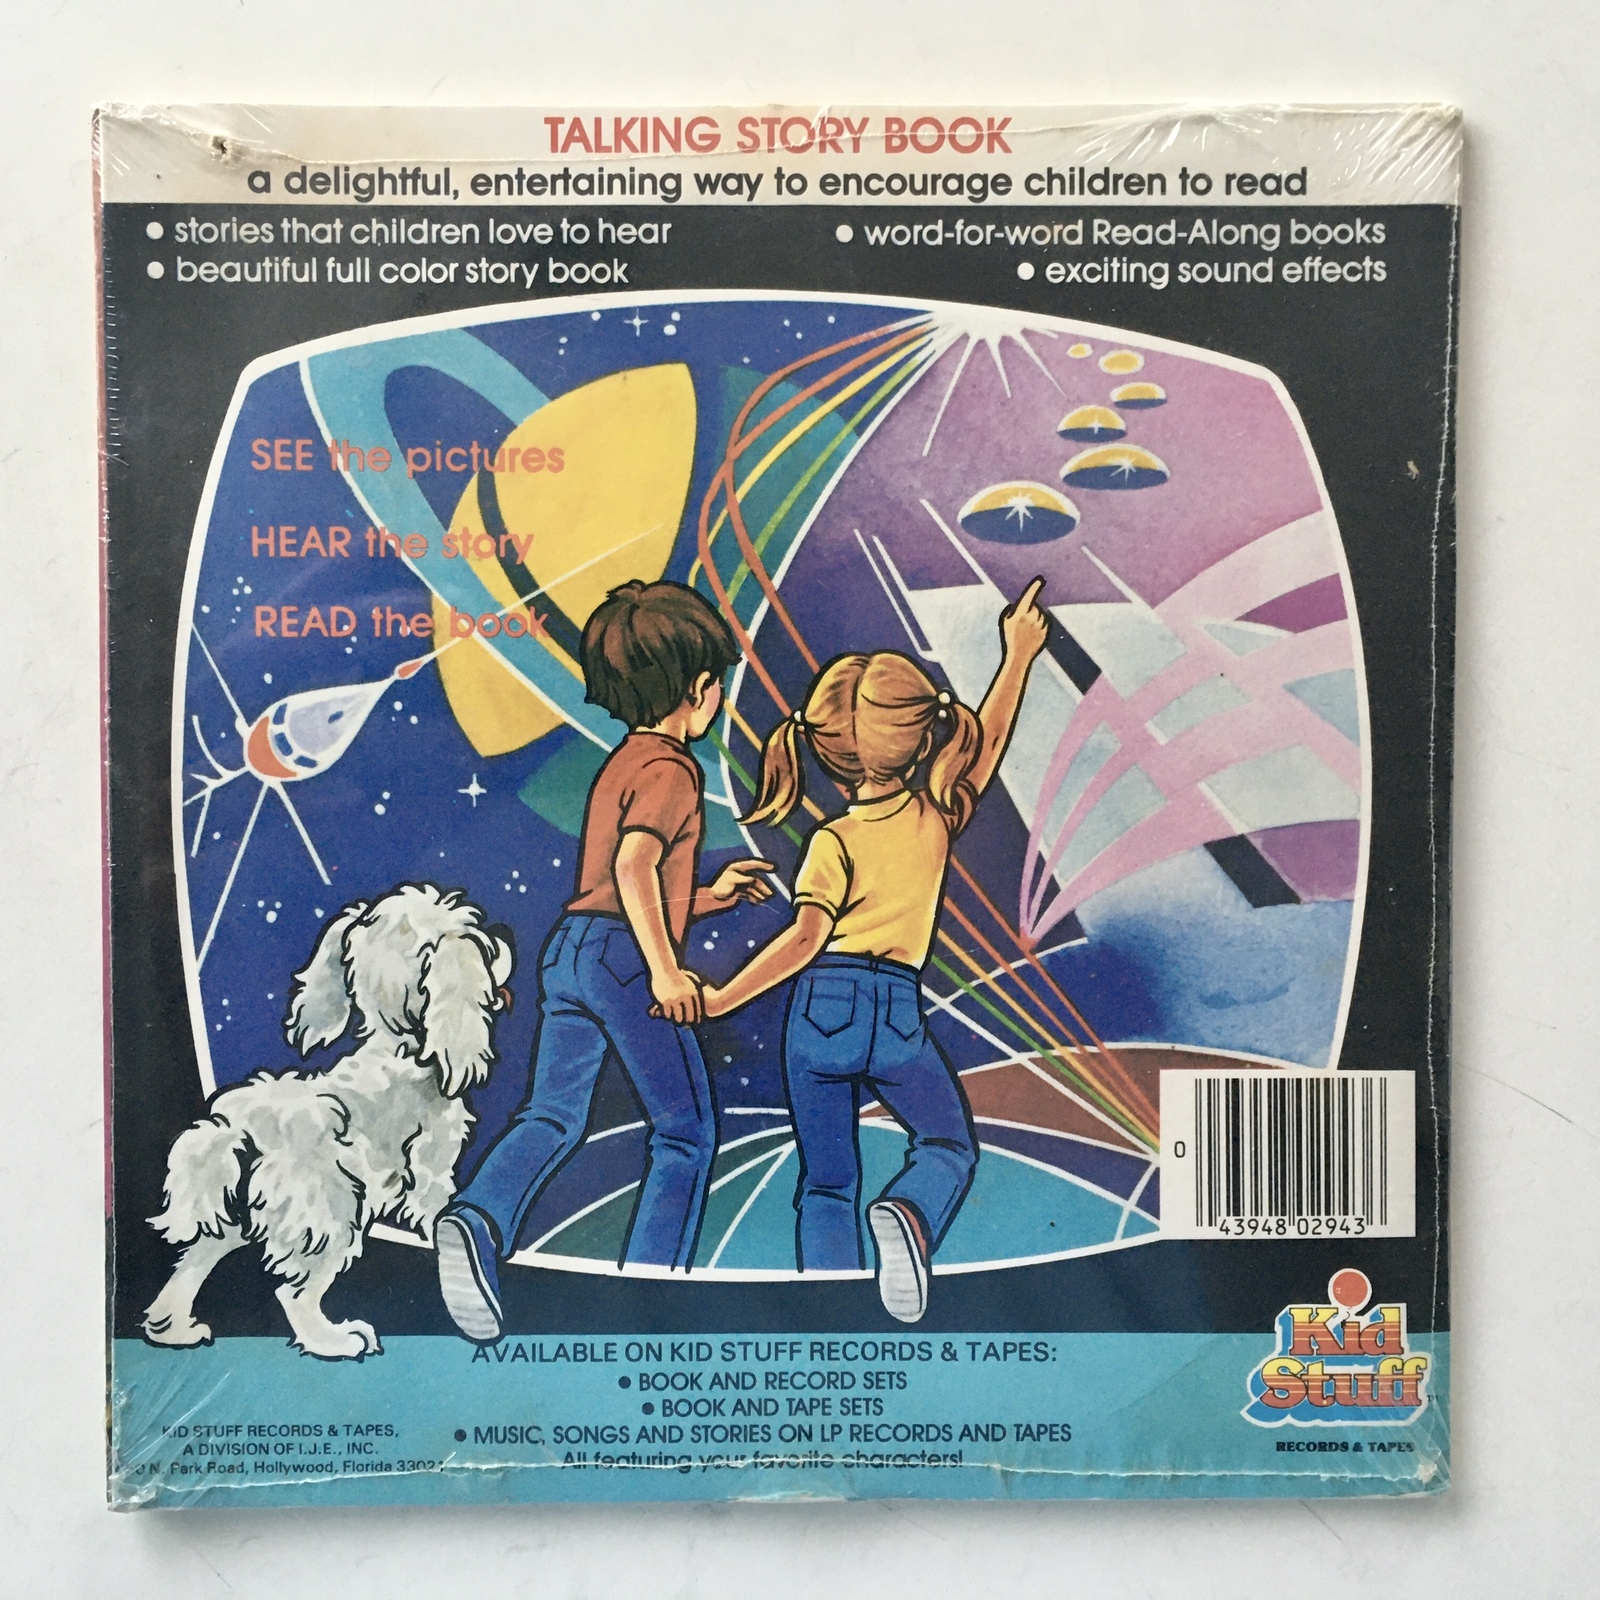 TALKING STORY BOOK
a delightful, entertaining way to encourage children to read
• stories that children love to hear
• beautiful full color story book
• word-for-word Read-Along books
• exciting sound effects
SEE the pictures
HEAR the story
READ the book
0
43948 02943
Kid
Stuff
TM
RECORDS & TAPES
AVAILABLE ON KID STUFF RECORDS & TAPES:
• BOOK AND RECORD SETS
• BOOK AND TAPE SETS
• MUSIC, SONGS AND STORIES ON LP RECORDS AND TAPES
All featuring your favorite characters!
KID STUFF RECORDS & TAPES,
A DIVISION OF I.J.E., INC.
N. Park Road, Hollywood, Florida 33021